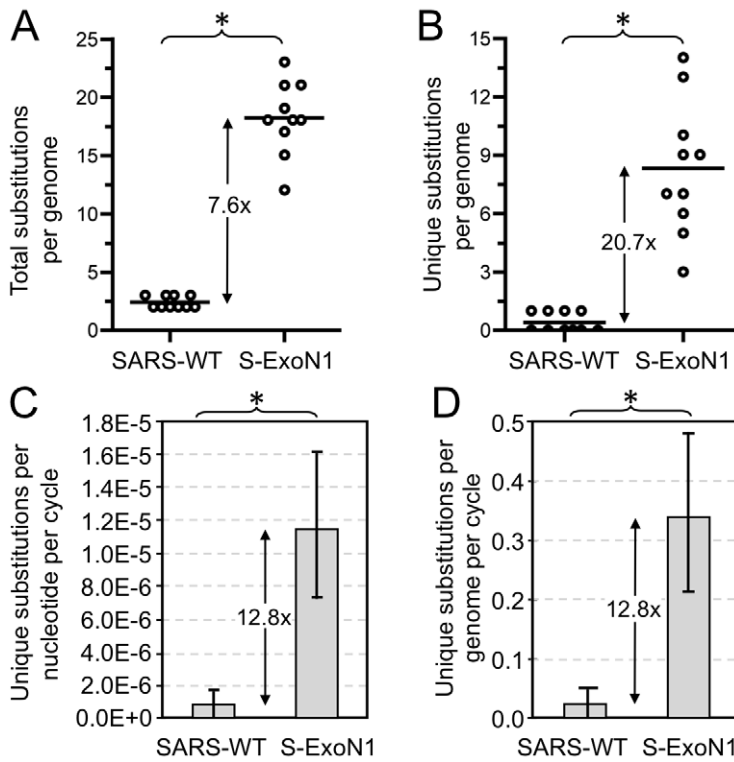 A
*
Total substitutions
per genome
25
20
15
10
5
0
7.6x
SARS-WT
S-ExoN1
B
*
Unique substitutions
per genome
15
12
9
6
3
0
20.7x
SARS-WT
S-ExoN1
C
*
Unique substitutions per
nucleotide per cycle
1.8E-5
1.6E-5
1.4E-5
1.2E-5
1.0E-5
8.0E-6
6.0E-6
4.0E-6
2.0E-6
0.0E+0
12.8x
SARS-WT
S-ExoN1
D
*
Unique substitutions per
genome per cycle
0.5
0.4
0.3
0.2
0.1
0.0
12.8x
SARS-WT
S-ExoN1